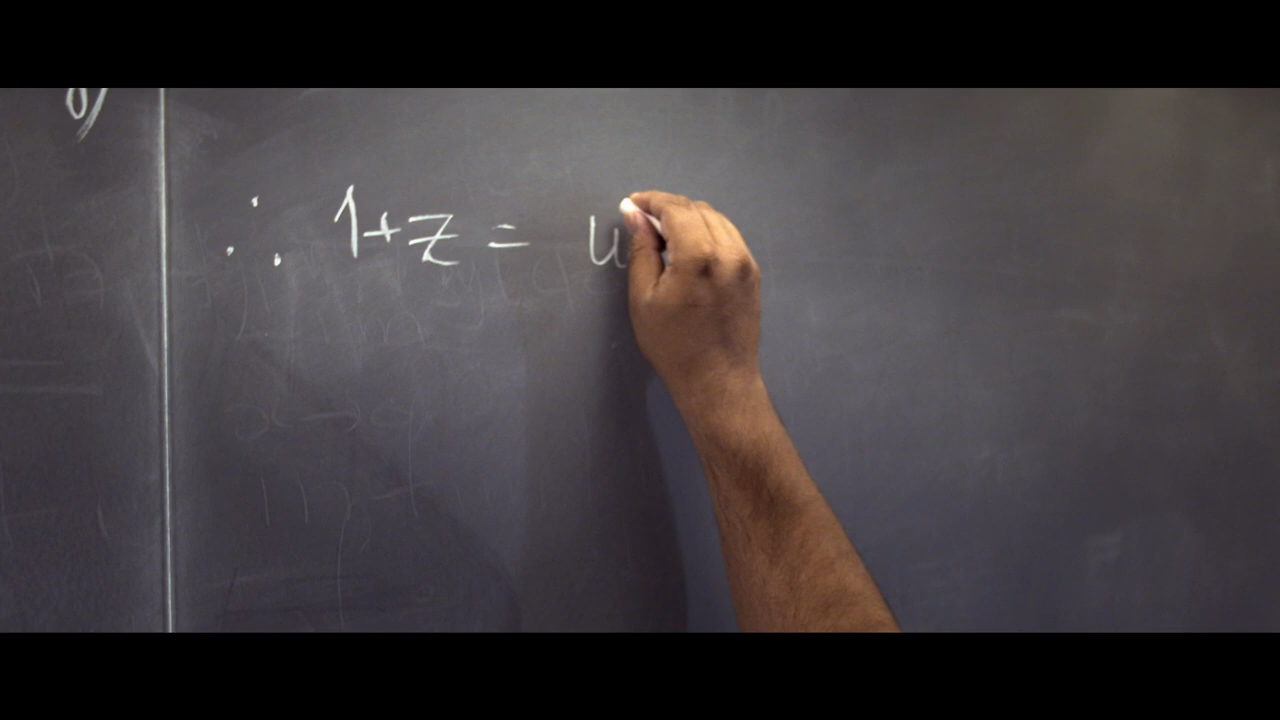 ∴ 1+z = u